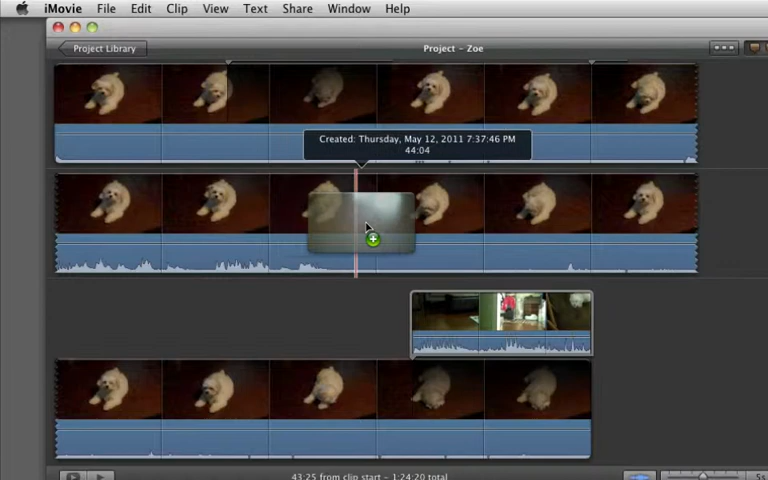 iMovie File Edit Clip View Text Share Window Help
Project Library
Project - Zoe
Created: Thursday, May 12, 2011 7:37:46 PM
44:04
43:25 from clip start - 1:24:20 total
5s